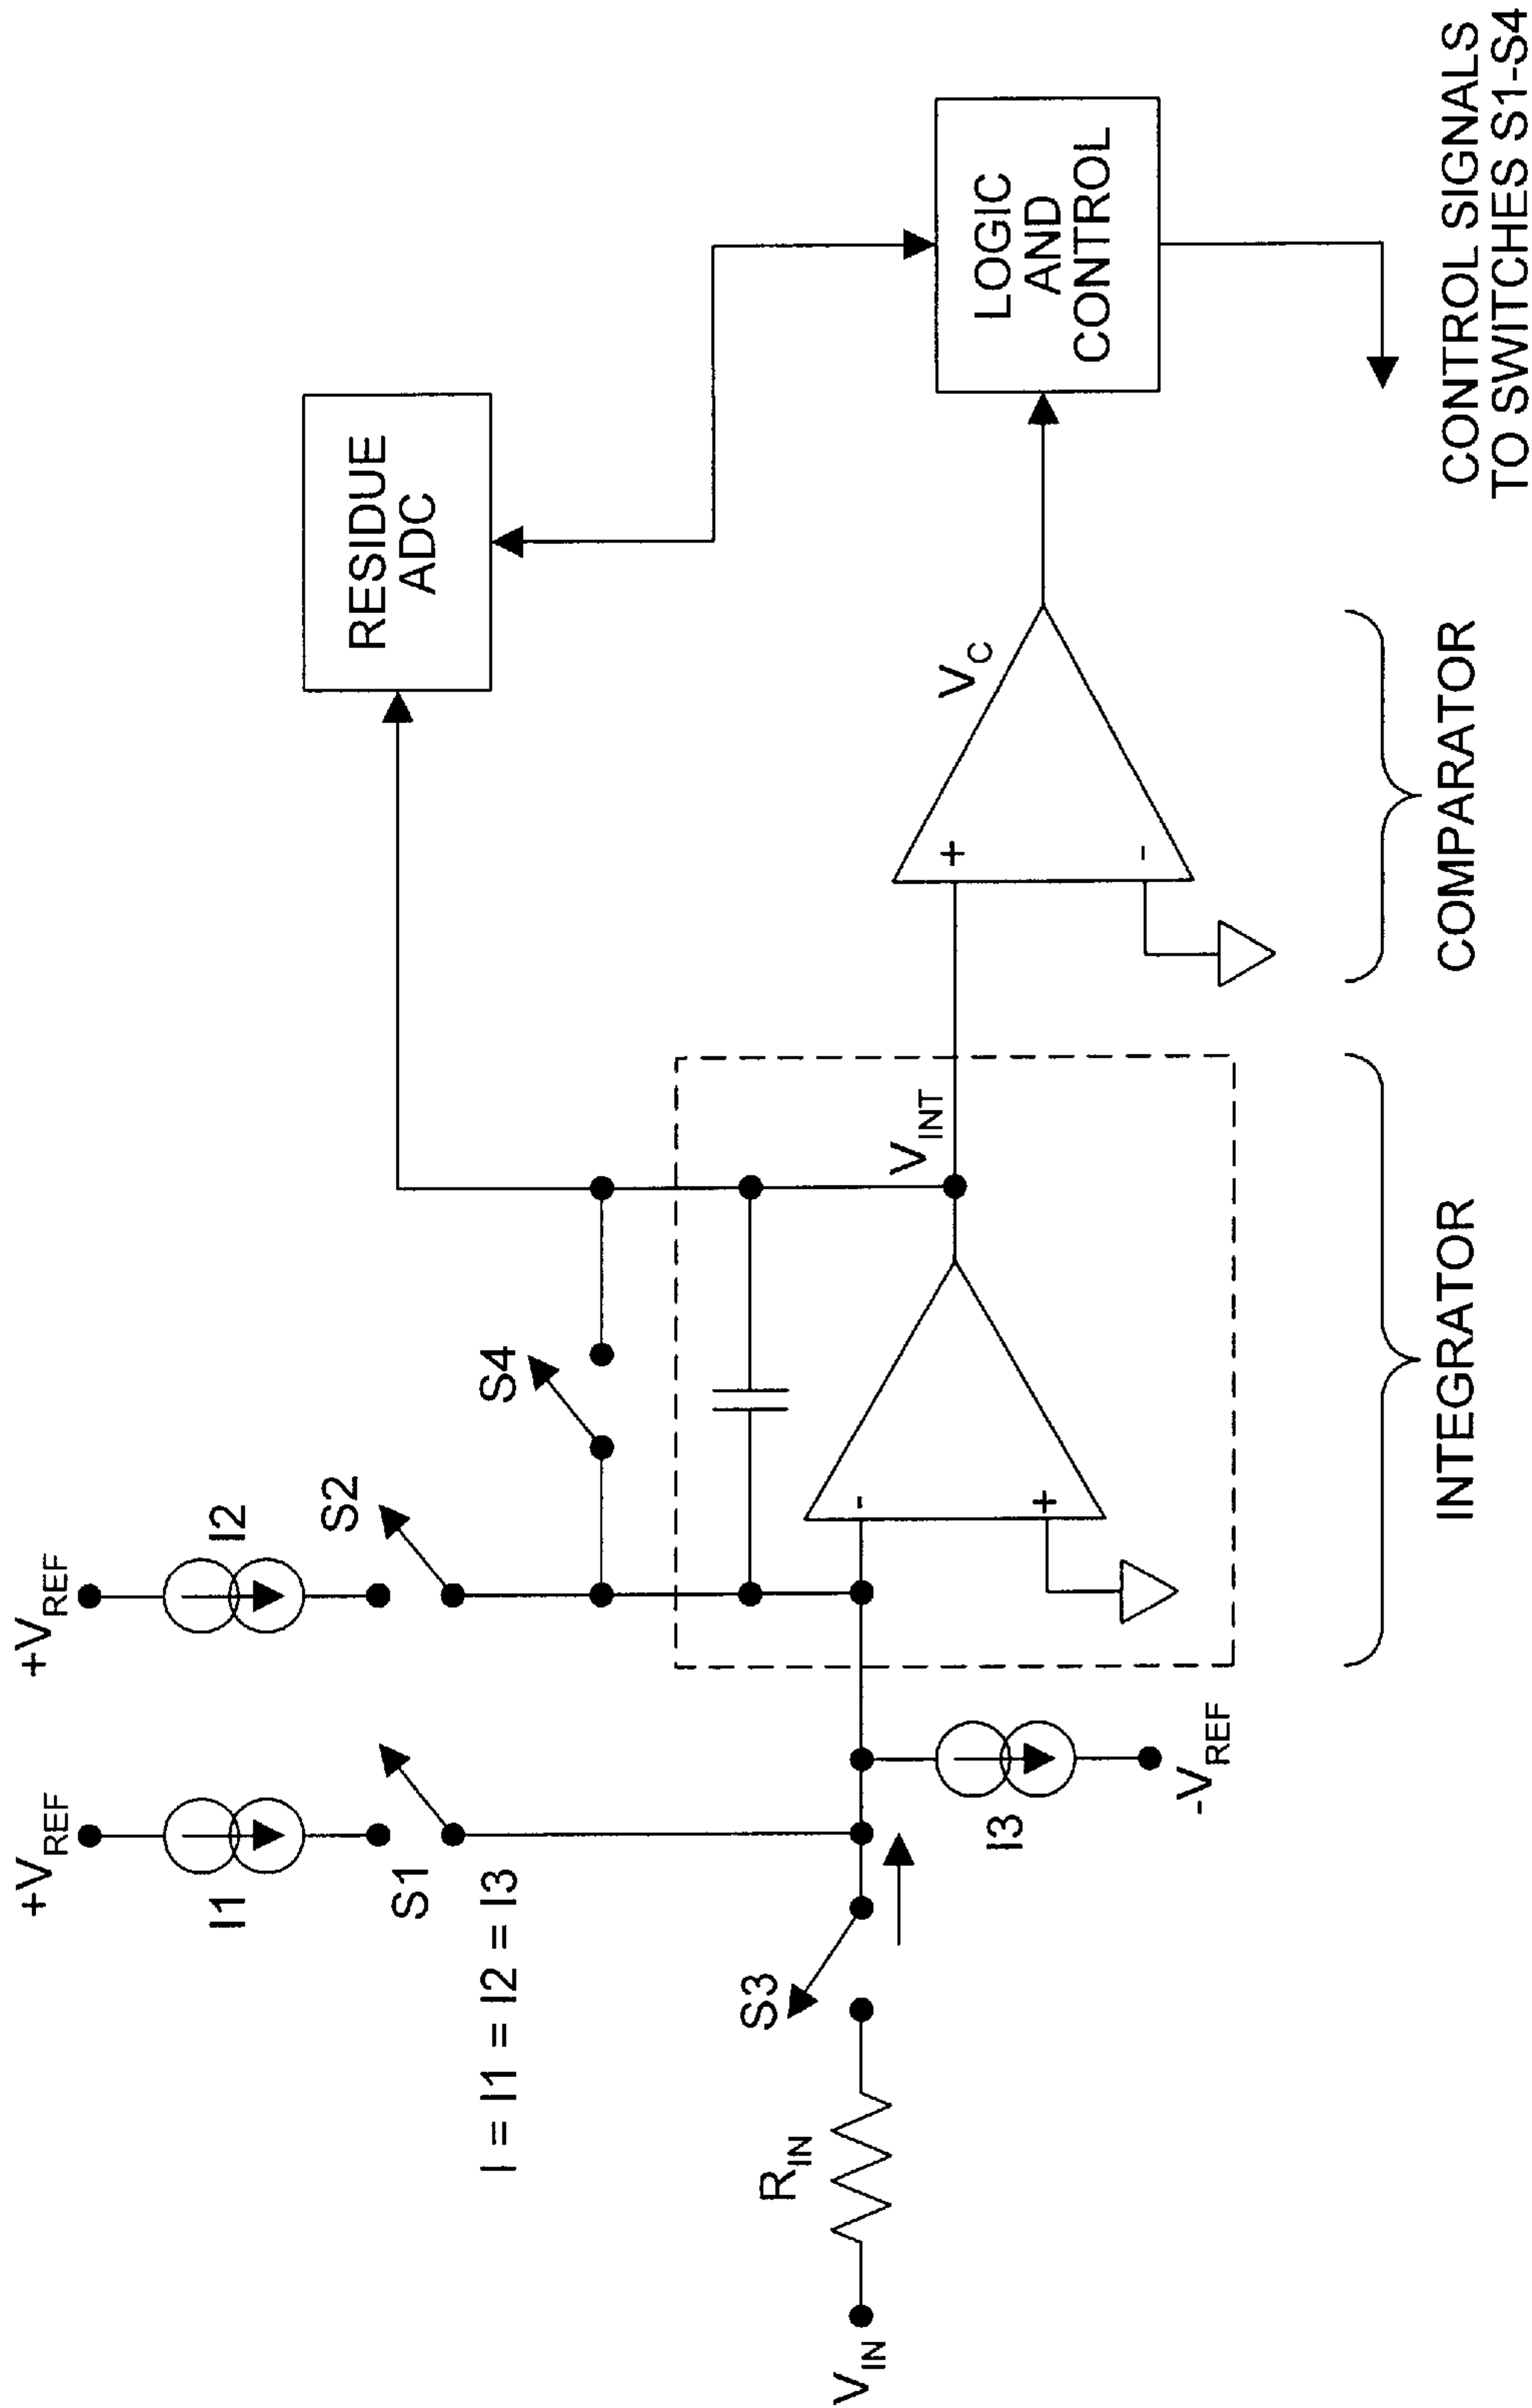 +V_REF
+V_REF
I1
I2
S1
S2
I = I1 = I2 = I3
S4
RESIDUE
ADC
S3
R_IN
V_IN
I3
-V_REF
-
+
V_INT
+
-
V_C
LOGIC
AND
CONTROL
INTEGRATOR
COMPARATOR
CONTROL SIGNALS
TO SWITCHES S1-S4